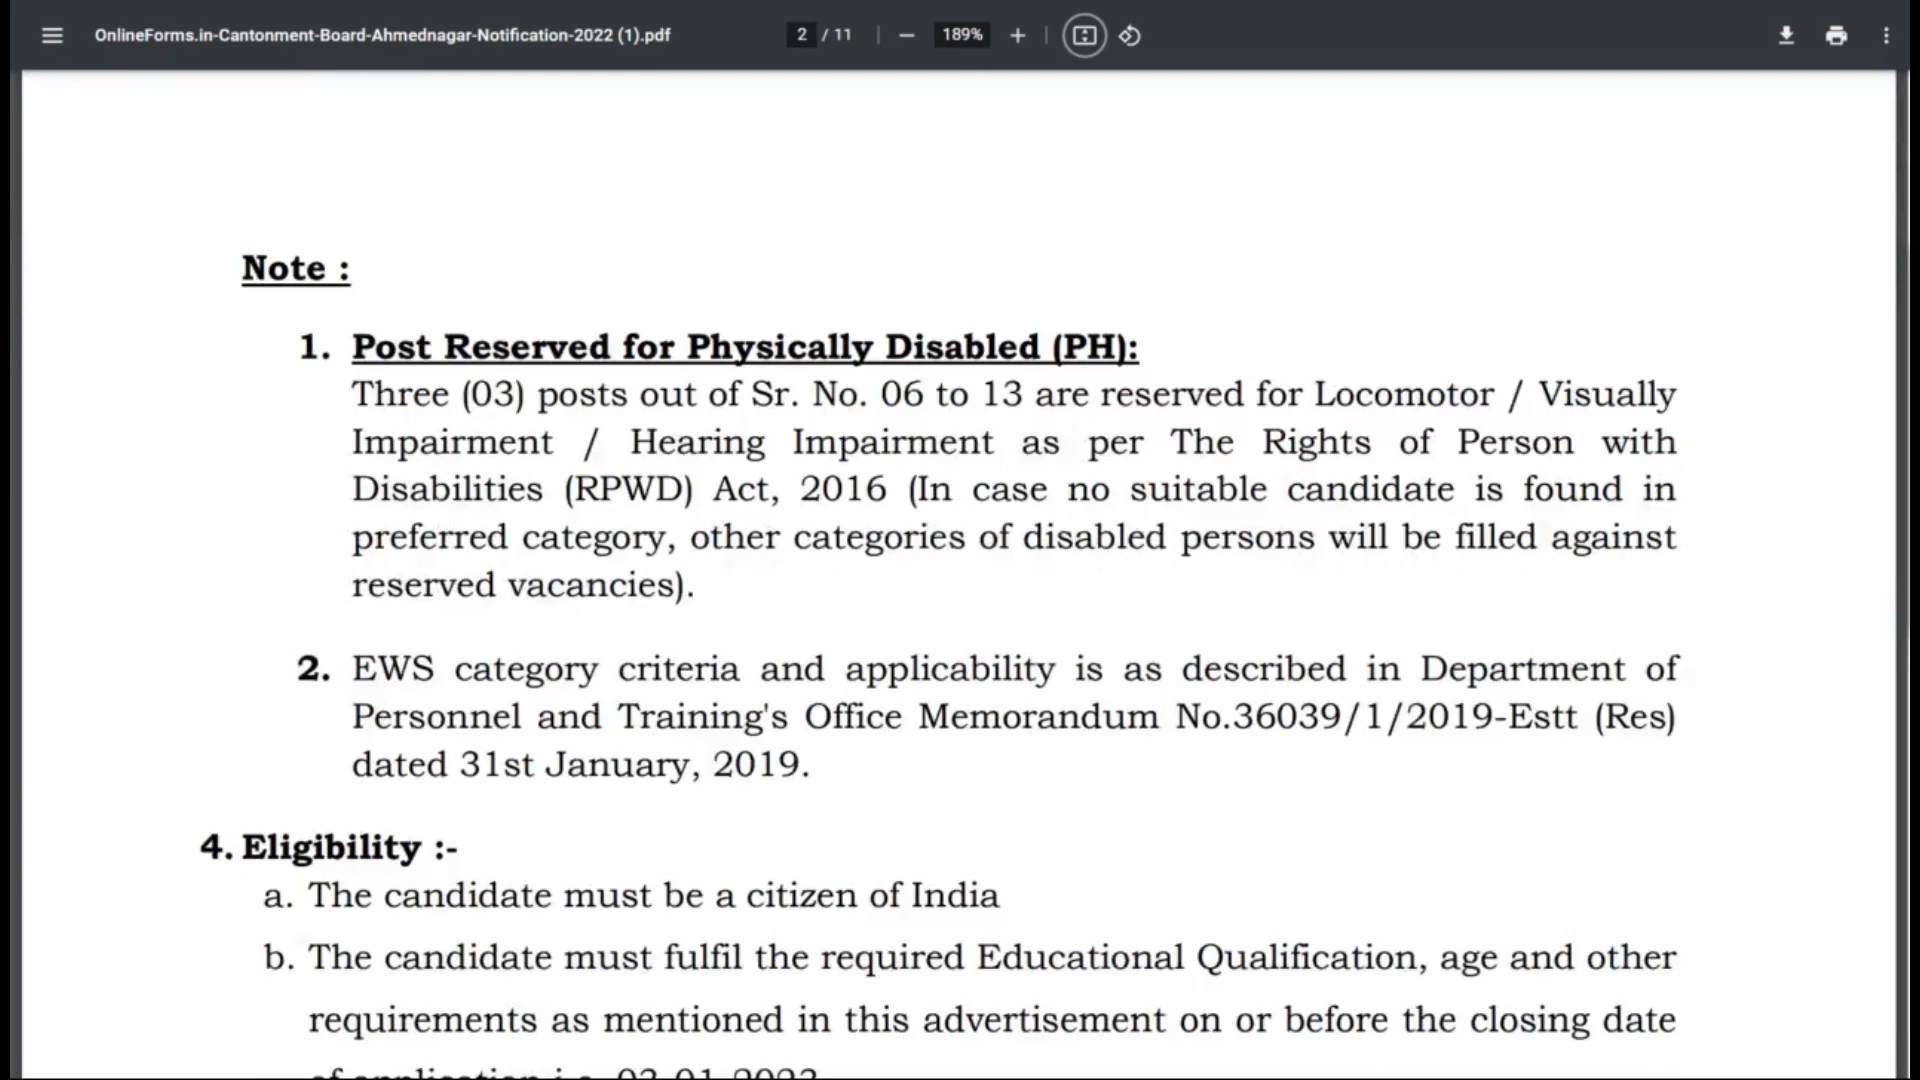 OnlineForms.in-Cantonment-Board-Ahmednagar-Notification-2022 (1).pdf
2 / 11
189%
Note :
1. Post Reserved for Physically Disabled (PH):
Three (03) posts out of Sr. No. 06 to 13 are reserved for Locomotor / Visually
Impairment / Hearing Impairment as per The Rights of Person with
Disabilities (RPWD) Act, 2016 (In case no suitable candidate is found in
preferred category, other categories of disabled persons will be filled against
reserved vacancies).
2. EWS category criteria and applicability is as described in Department of
Personnel and Training's Office Memorandum No.36039/1/2019-Estt (Res)
dated 31st January, 2019.
4. Eligibility :-
a. The candidate must be a citizen of India
b. The candidate must fulfil the required Educational Qualification, age and other
requirements as mentioned in this advertisement on or before the closing date
of application i.e.